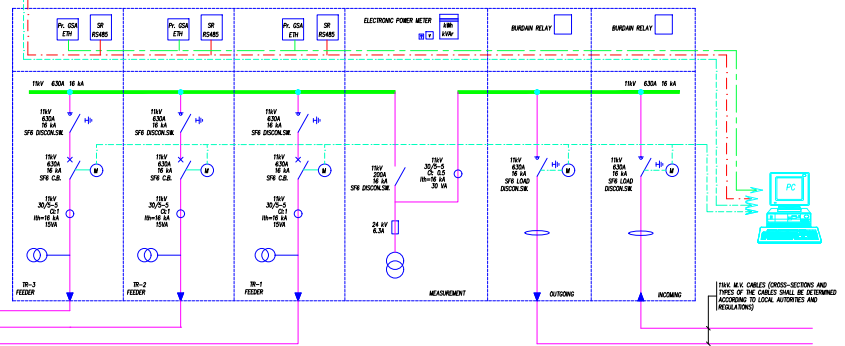 Pr. GSA
ETH
SR
RS485
Pr. GSA
ETH
SR
RS485
Pr. GSA
ETH
SR
RS485
ELECTRONIC POWER METER
kWh
kVAr
V
BURDAIN RELAY
BURDAIN RELAY
11kV 630A 16 kA
11kV 630A 16 kA
11kV
630A
16 kA
SF6 DISCON.SW.
11kV
630A
16 kA
SF6 DISCON.SW.
11kV
630A
16 kA
SF6 DISCON.SW.
11kV
630A
16 kA
SF6 C.B.
M
11kV
630A
16 kA
SF6 C.B.
M
11kV
630A
16 kA
SF6 C.B.
M
11kV
200A
16 kA
SF6 DISCON.SW.
11kV
30/5-5
Cl: 0.5
Ith=16 kA
30 VA
11kV
630A
16 kA
SF6 LOAD
DISCON.SW.
M
11kV
630A
16 kA
SF6 LOAD
DISCON.SW.
M
PC
11kV
30/5-5
Cl:1
Ith=16 kA
15VA
11kV
30/5-5
Cl:1
Ith=16 kA
15VA
11kV
30/5-5
Cl:1
Ith=16 kA
15VA
24 kV
6.3A
TR-3
FEEDER
TR-2
FEEDER
TR-1
FEEDER
MEASUREMENT
OUTGOING
INCOMING
11kV. M.V. CABLES (CROSS-SECTIONS AND
TYPES OF THE CABLES SHALL BE DETERMINED
ACCORDING TO LOCAL AUTORITIES AND
REGULATIONS)